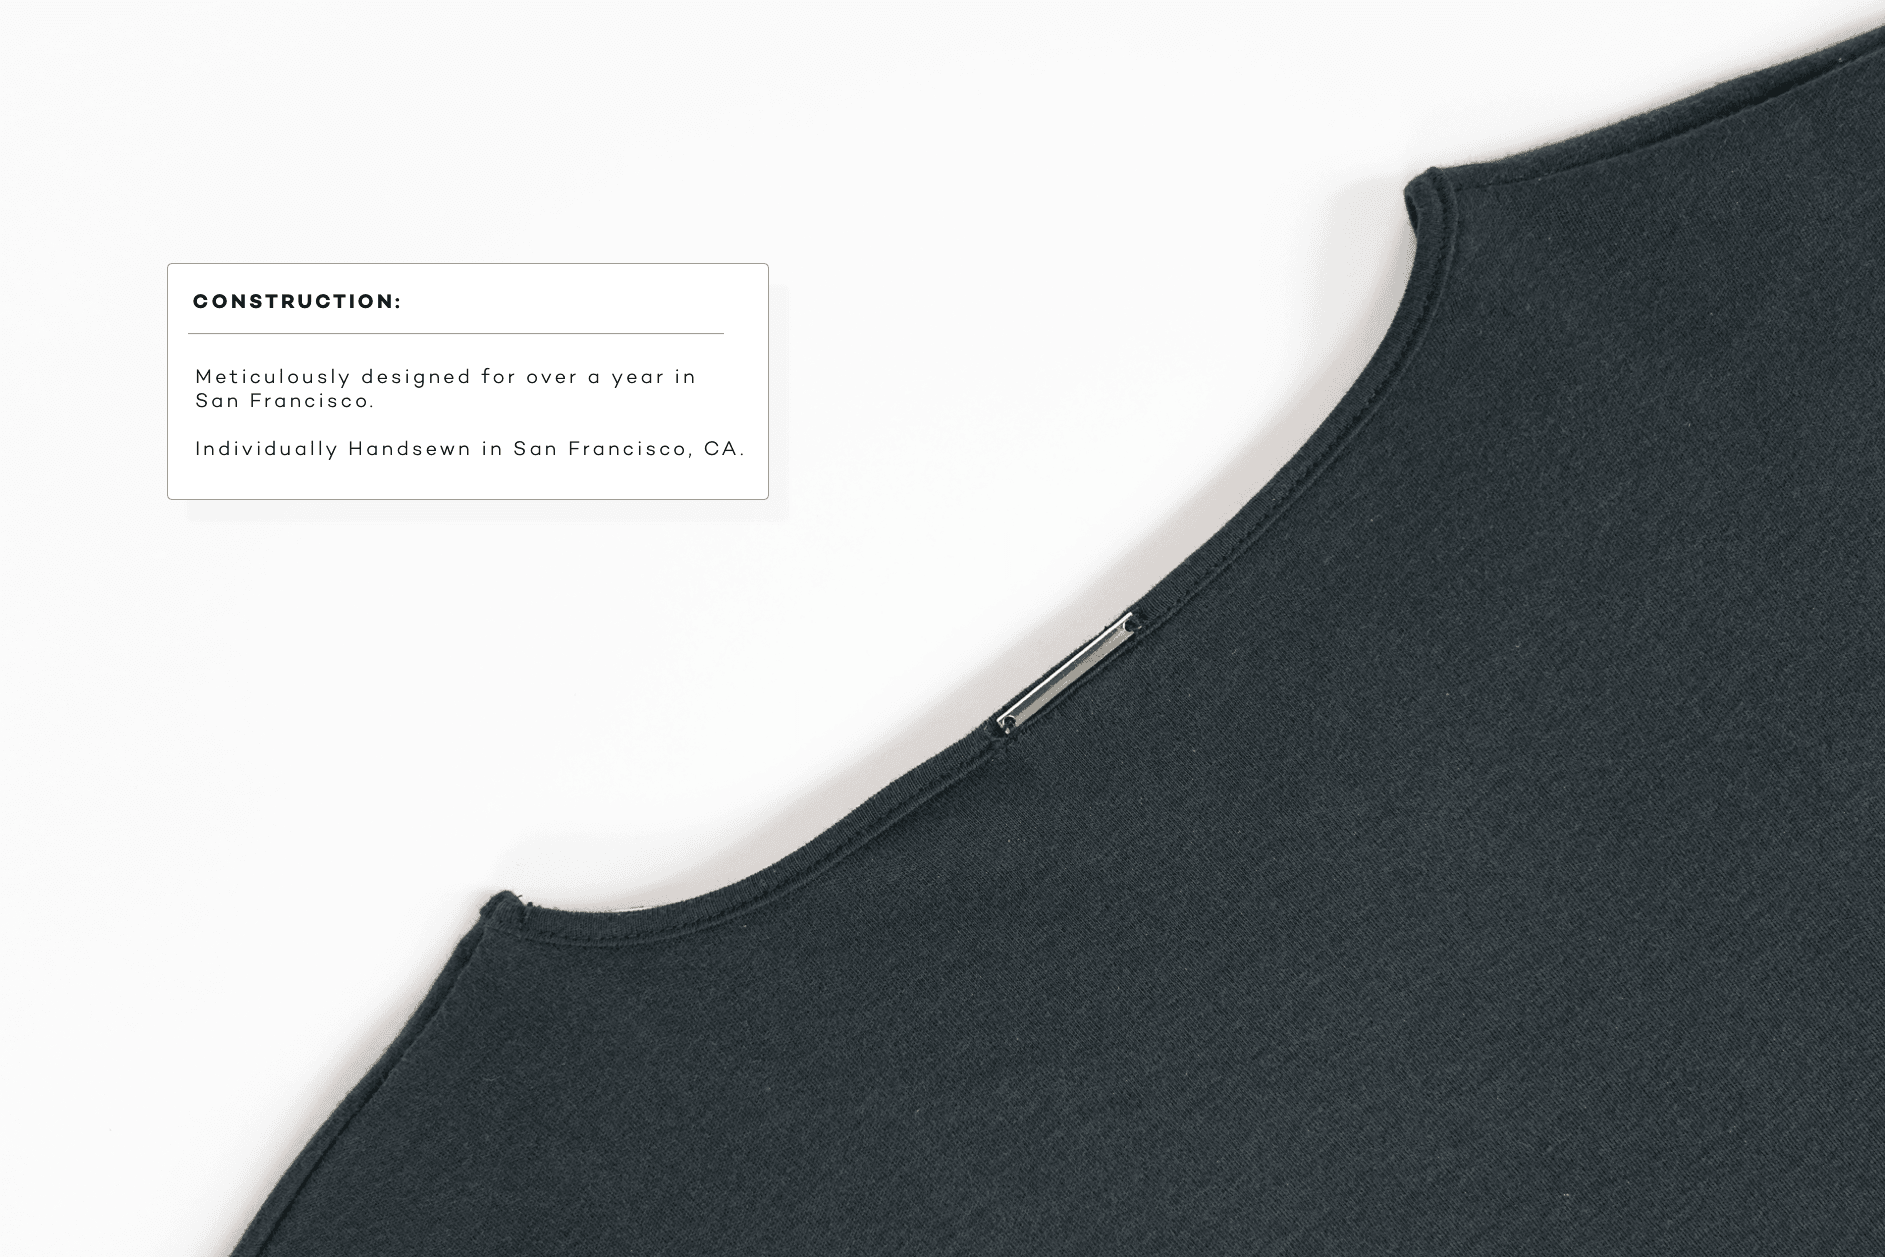 CONSTRUCTION:
Meticulously designed for over a year in
San Francisco.
Individually Handsewn in San Francisco, CA.